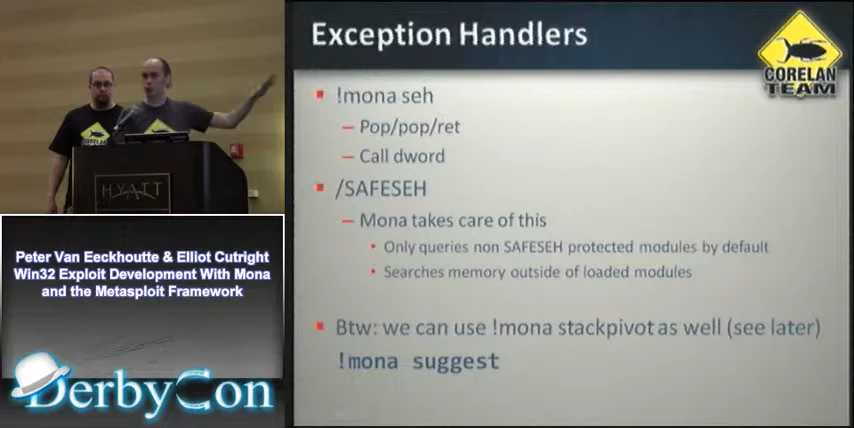 Exception Handlers
CORELAN
TEAM
!mona seh
Pop/pop/ret
Call dword
/SAFESEH
Mona takes care of this
Only queries non SAFESEH protected modules by default
Searches memory outside of loaded modules
Btw: we can use !mona stackpivot as well (see later)
!mona suggest
CORELAN
HYATT
Peter Van Eeckhoutte & Elliot Cutright
Win32 Exploit Development With Mona
and the Metasploit Framework
DerbyCon